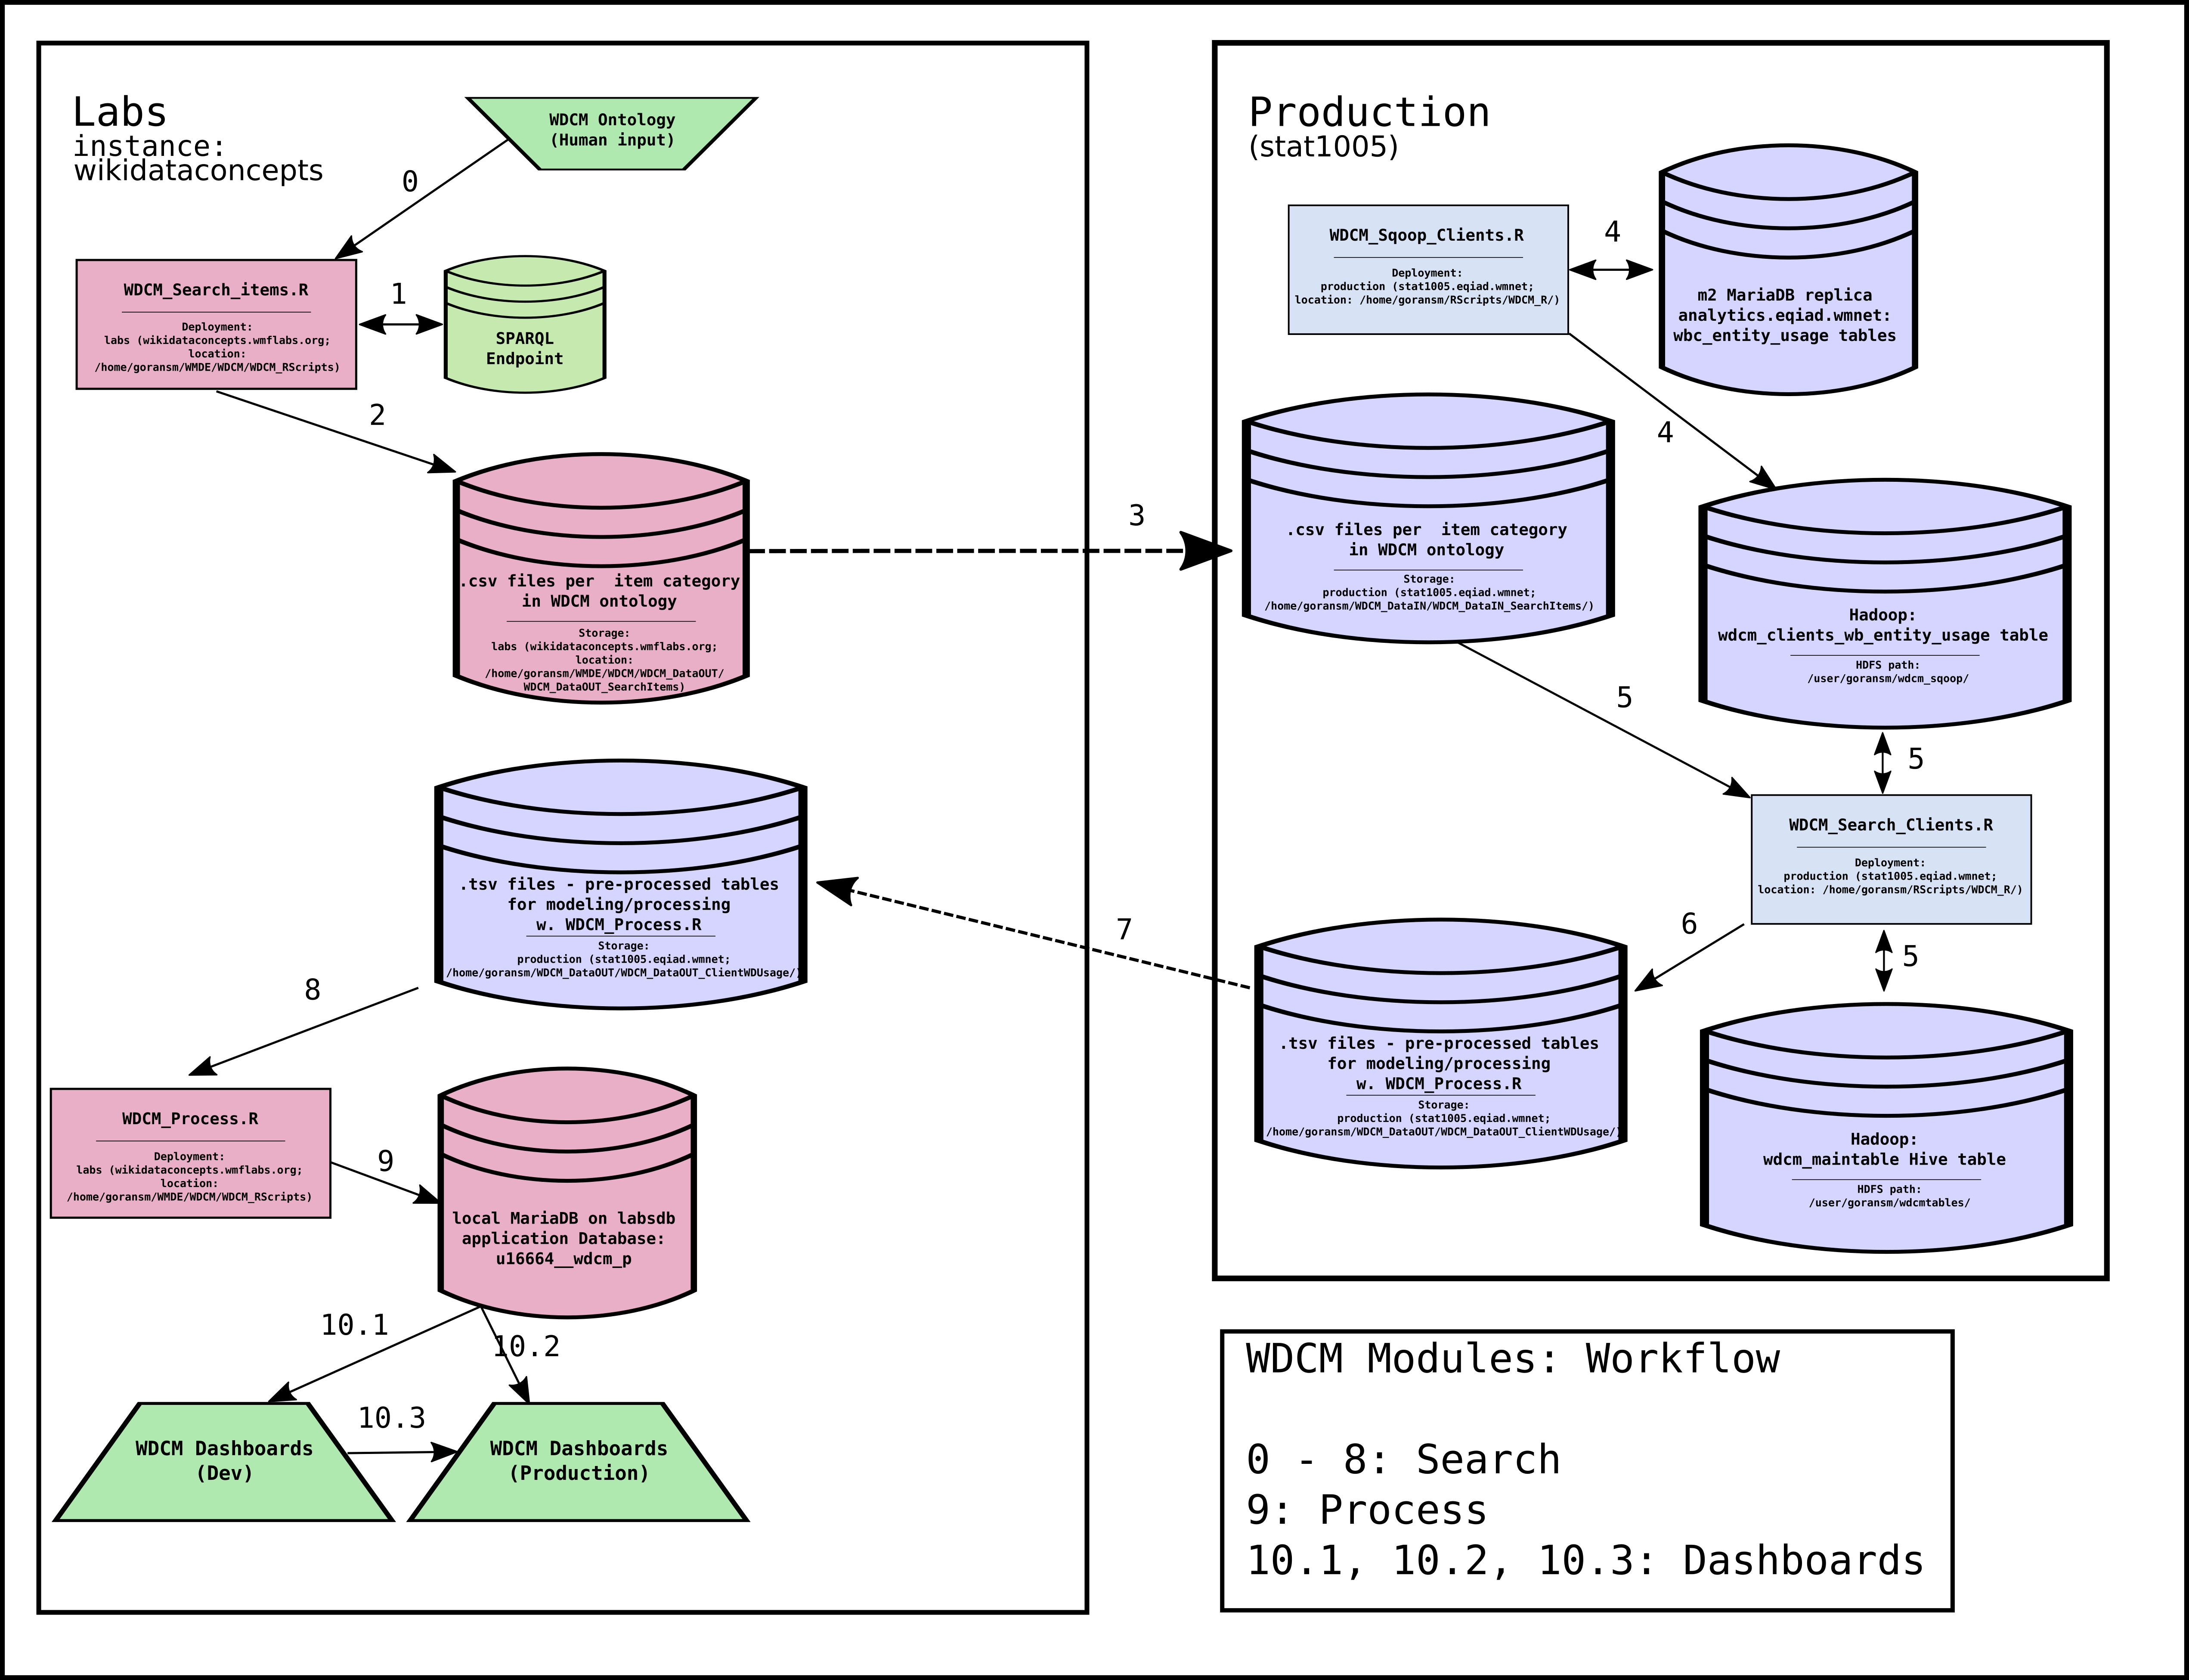 Labs
instance:
wikidataconcepts
WDCM Ontology
(Human input)
0
WDCM_Search_items.R
Deployment:
labs (wikidataconcepts.wmflabs.org;
location:
/home/goransm/WMDE/WDCM/WDCM_RScripts)
1
SPARQL
Endpoint
2
.csv files per  item category
in WDCM ontology
Storage:
labs (wikidataconcepts.wmflabs.org;
location:
/home/goransm/WMDE/WDCM/WDCM_DataOUT/
WDCM_DataOUT_SearchItems)
3
.tsv files - pre-processed tables
for modeling/processing
w. WDCM_Process.R
Storage:
production (stat1005.eqiad.wmnet;
/home/goransm/WDCM_DataOUT/WDCM_DataOUT_ClientWDUsage/)
7
8
WDCM_Process.R
Deployment:
labs (wikidataconcepts.wmflabs.org;
location:
/home/goransm/WMDE/WDCM/WDCM_RScripts)
9
local MariaDB on labsdb
application Database:
u16664__wdcm_p
10.1
10.2
10.3
WDCM Dashboards
(Dev)
WDCM Dashboards
(Production)
Production
(stat1005)
WDCM_Sqoop_Clients.R
Deployment:
production (stat1005.eqiad.wmnet;
location: /home/goransm/RScripts/WDCM_R/)
4
m2 MariaDB replica
analytics.eqiad.wmnet:
wbc_entity_usage tables
4
.csv files per  item category
in WDCM ontology
Storage:
production (stat1005.eqiad.wmnet;
/home/goransm/WDCM_DataIN/WDCM_DataIN_SearchItems/)
Hadoop:
wdcm_clients_wb_entity_usage table
HDFS path:
/user/goransm/wdcm_sqoop/
5
5
WDCM_Search_Clients.R
Deployment:
production (stat1005.eqiad.wmnet;
location: /home/goransm/RScripts/WDCM_R/)
6
5
.tsv files - pre-processed tables
for modeling/processing
w. WDCM_Process.R
Storage:
production (stat1005.eqiad.wmnet;
/home/goransm/WDCM_DataOUT/WDCM_DataOUT_ClientWDUsage/)
Hadoop:
wdcm_maintable Hive table
HDFS path:
/user/goransm/wdcmtables/
WDCM Modules: Workflow
0 - 8: Search
9: Process
10.1, 10.2, 10.3: Dashboards